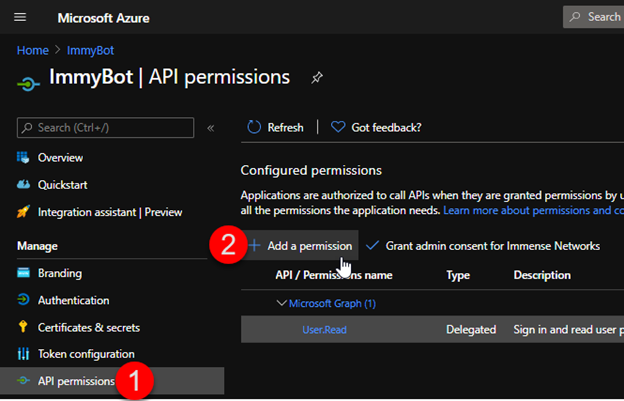 Microsoft Azure
Search
Home > ImmyBot
ImmyBot | API permissions
Search (Ctrl+/)
«
Refresh
Got feedback?
Overview
Quickstart
Integration assistant | Preview
Manage
Branding
Authentication
Certificates & secrets
Token configuration
API permissions
1
Configured permissions
Applications are authorized to call APIs when they are granted permissions by u
all the permissions the application needs. Learn more about permissions and co
2
+ Add a permission
Grant admin consent for Immense Networks
API / Permissions name Type Description
Microsoft Graph (1)
User.Read Delegated Sign in and read user p